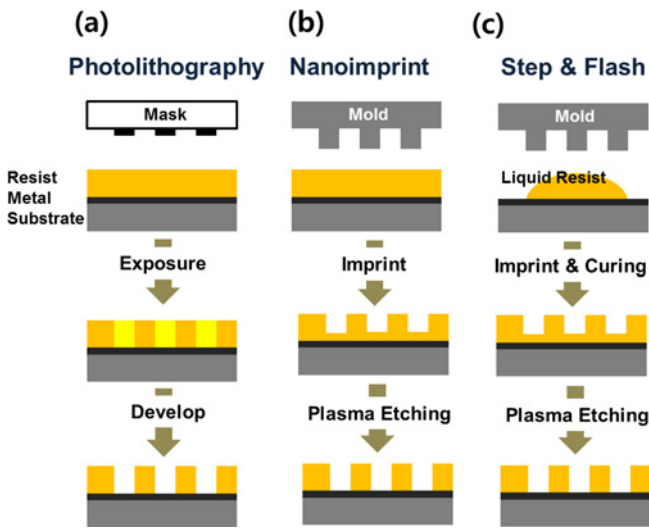 (a)
Photolithography
Mask
Resist
Metal
Substrate
Exposure
Develop
(b)
Nanoimprint
Mold
Imprint
Plasma Etching
(c)
Step & Flash
Mold
Liquid Resist
Imprint & Curing
Plasma Etching